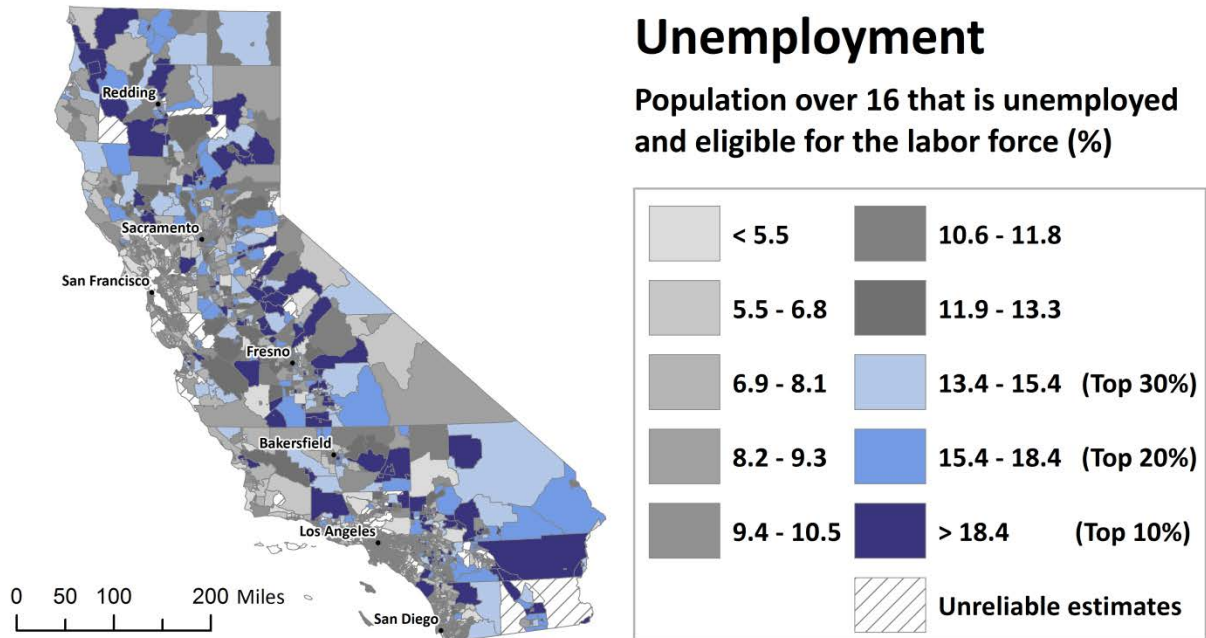 Unemployment
Population over 16 that is unemployed
and eligible for the labor force (%)
< 5.5
10.6 - 11.8
5.5 - 6.8
11.9 - 13.3
6.9 - 8.1
13.4 - 15.4 (Top 30%)
8.2 - 9.3
15.4 - 18.4 (Top 20%)
9.4 - 10.5
> 18.4 (Top 10%)
Unreliable estimates
Redding
Sacramento
San Francisco
Fresno
Bakersfield
Los Angeles
San Diego
0 50 100 200 Miles